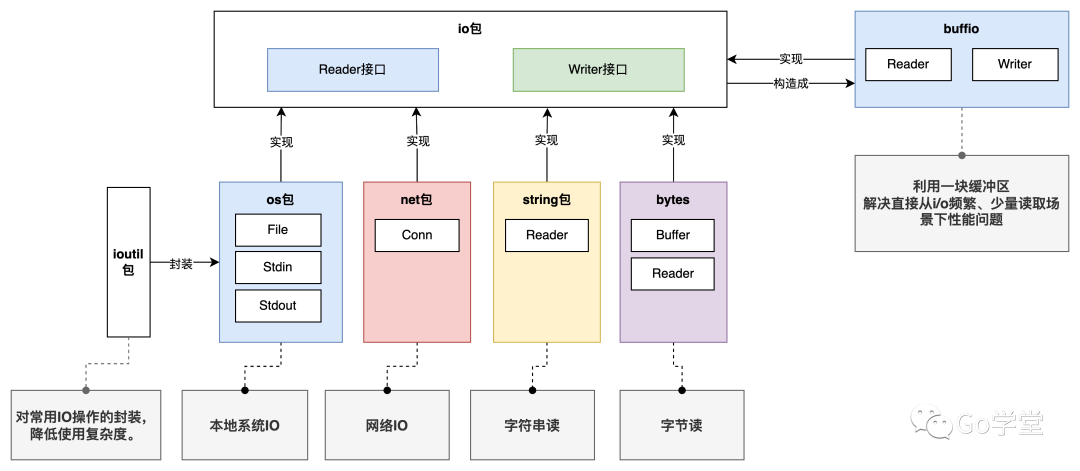 io包
Reader接口
Writer接口
buffio
Reader
Writer
实现
构造成
实现
实现
实现
实现
利用一块缓冲区
解决直接从i/o频繁、少量读取场
景下性能问题
ioutil
包
封装
os包
File
Stdin
Stdout
net包
Conn
string包
Reader
bytes
Buffer
Reader
对常用IO操作的封装，
降低使用复杂度。
本地系统IO
网络IO
字符串读
字节读
Go学堂